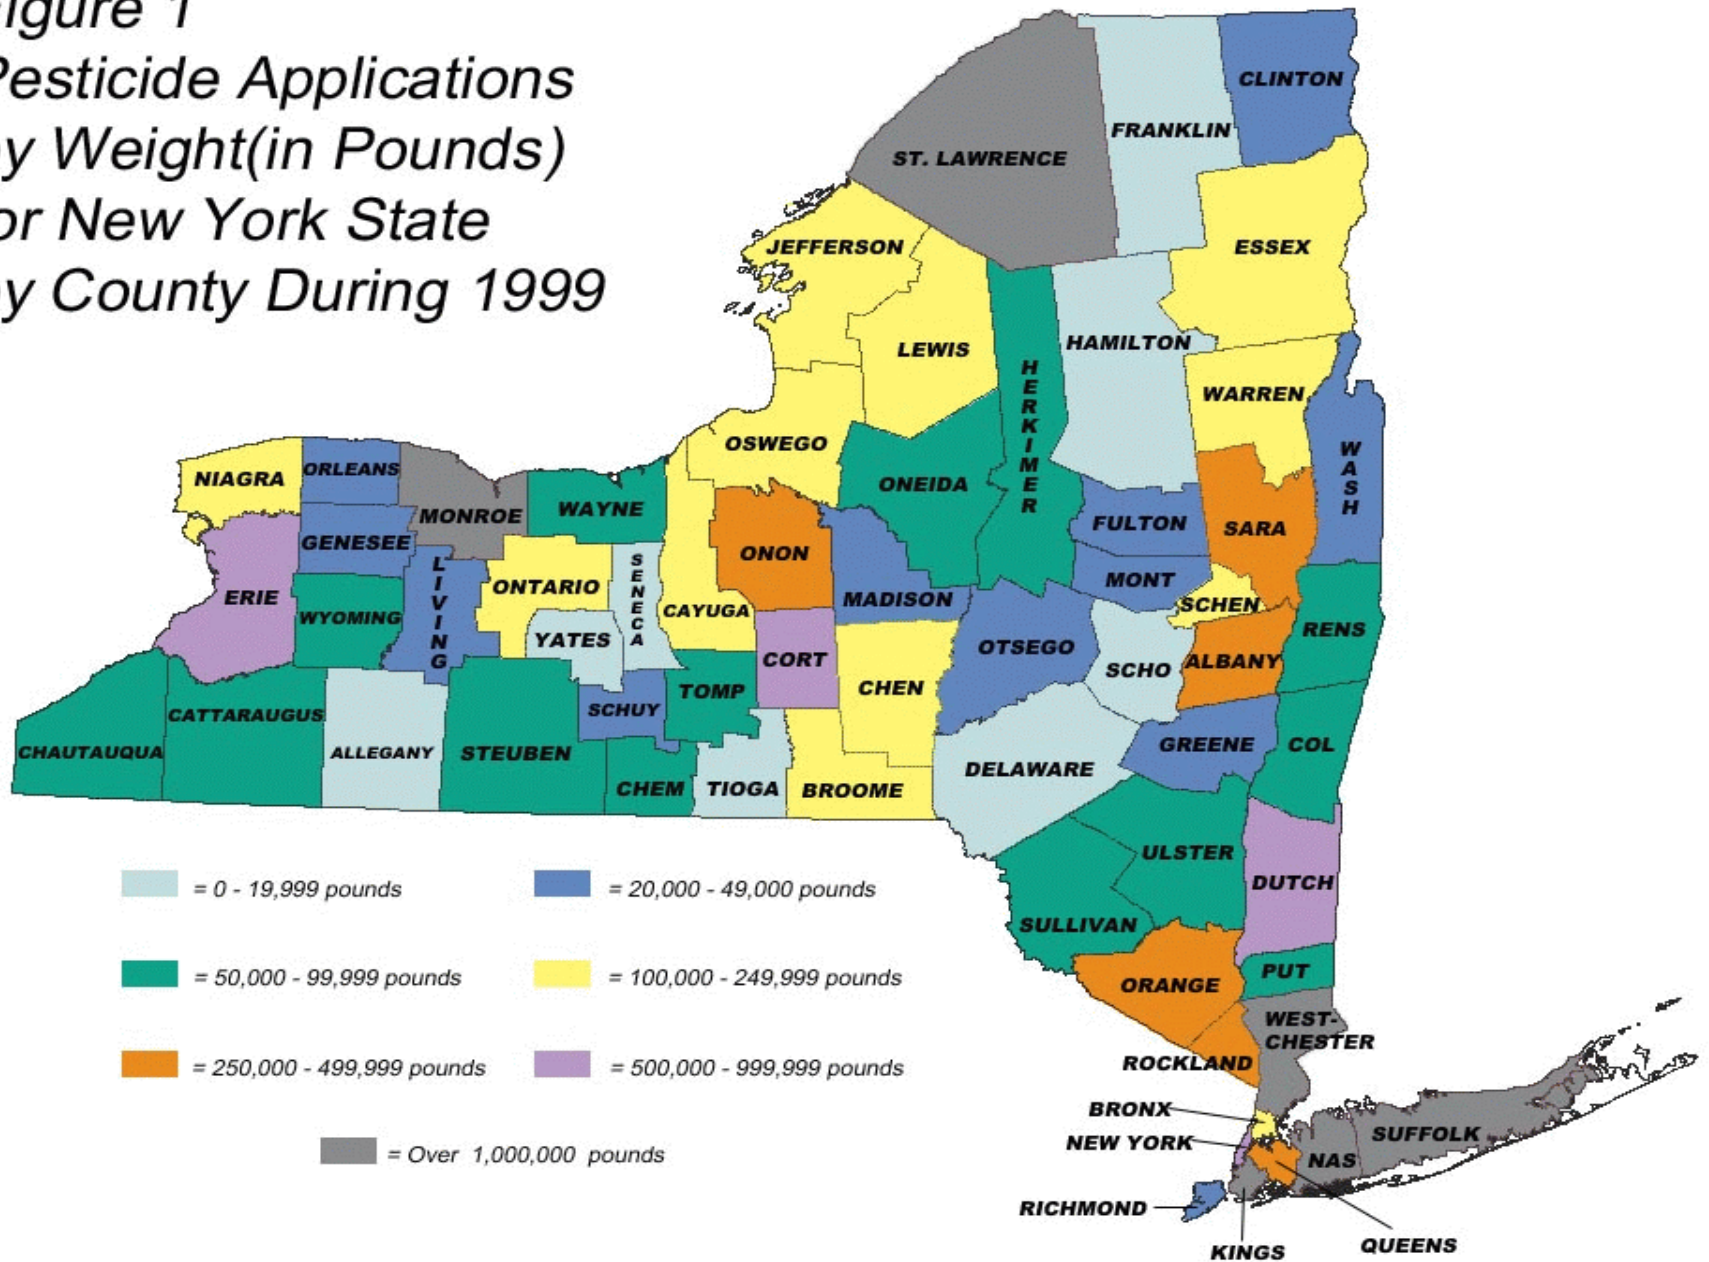 igure 1
Pesticide Applications
by Weight(in Pounds)
for New York State
by County During 1999
CLINTON
FRANKLIN
ST. LAWRENCE
ESSEX
JEFFERSON
LEWIS
HERKIMER
HAMILTON
WARREN
WASH
OSWEGO
ONEIDA
NIAGRA
ORLEANS
MONROE
WAYNE
FULTON
SARA
GENESEE
ONON
LIVING
ONTARIO
SENECA
CAYUGA
MADISON
MONT
SCHEN
ERIE
WYOMING
YATES
CORT
CHEN
OTSEGO
SCHO
ALBANY
RENS
CATTARAUGUS
SCHUY
TOMP
CHAUTAUQUA
ALLEGANY
STEUBEN
CHEM
TIOGA
BROOME
DELAWARE
GREENE
COL
ULSTER
DUTCH
SULLIVAN
ORANGE
PUT
WEST-
CHESTER
ROCKLAND
BRONX
NEW YORK
SUFFOLK
NAS
RICHMOND
KINGS
QUEENS
= 0 - 19,999 pounds
= 20,000 - 49,000 pounds
= 50,000 - 99,999 pounds
= 100,000 - 249,999 pounds
= 250,000 - 499,999 pounds
= 500,000 - 999,999 pounds
= Over 1,000,000 pounds